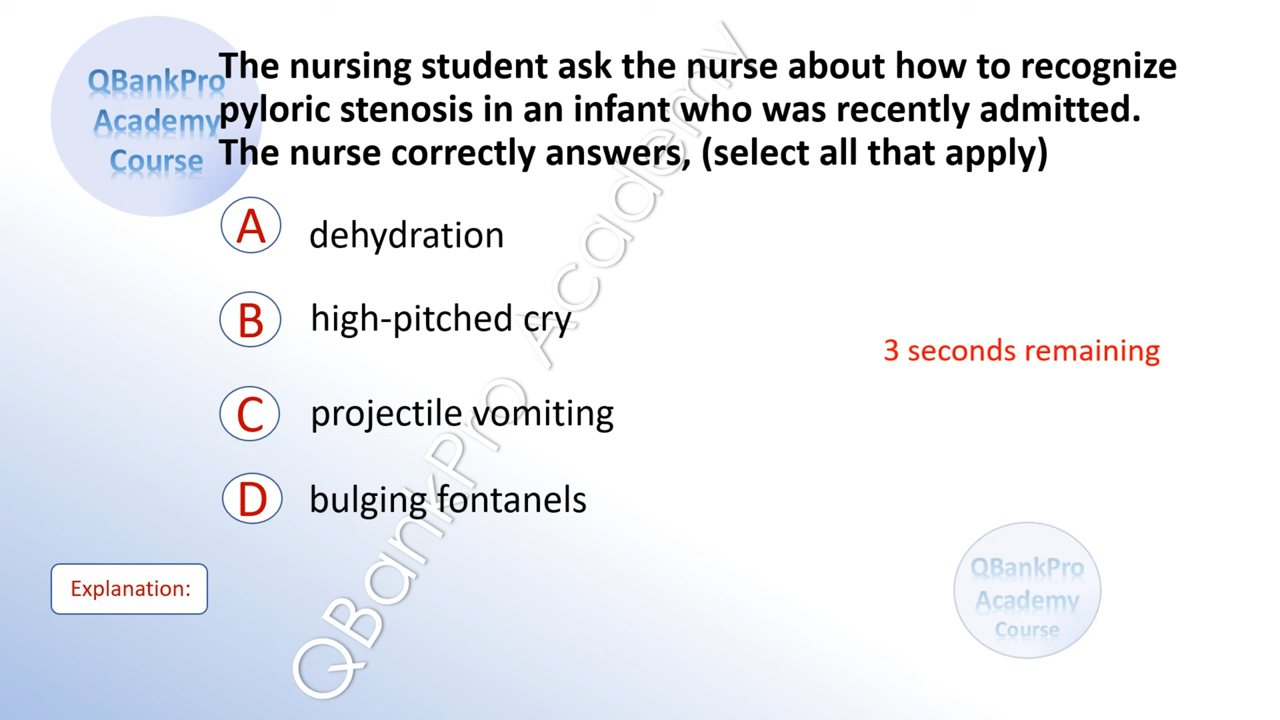 QBankPro
Academy
Course
The nursing student ask the nurse about how to recognize
pyloric stenosis in an infant who was recently admitted.
The nurse correctly answers, (select all that apply)
A dehydration
B high-pitched cry
3 seconds remaining
C projectile vomiting
D bulging fontanels
Explanation:
QBankPro Academy
QBankPro
Academy
Course